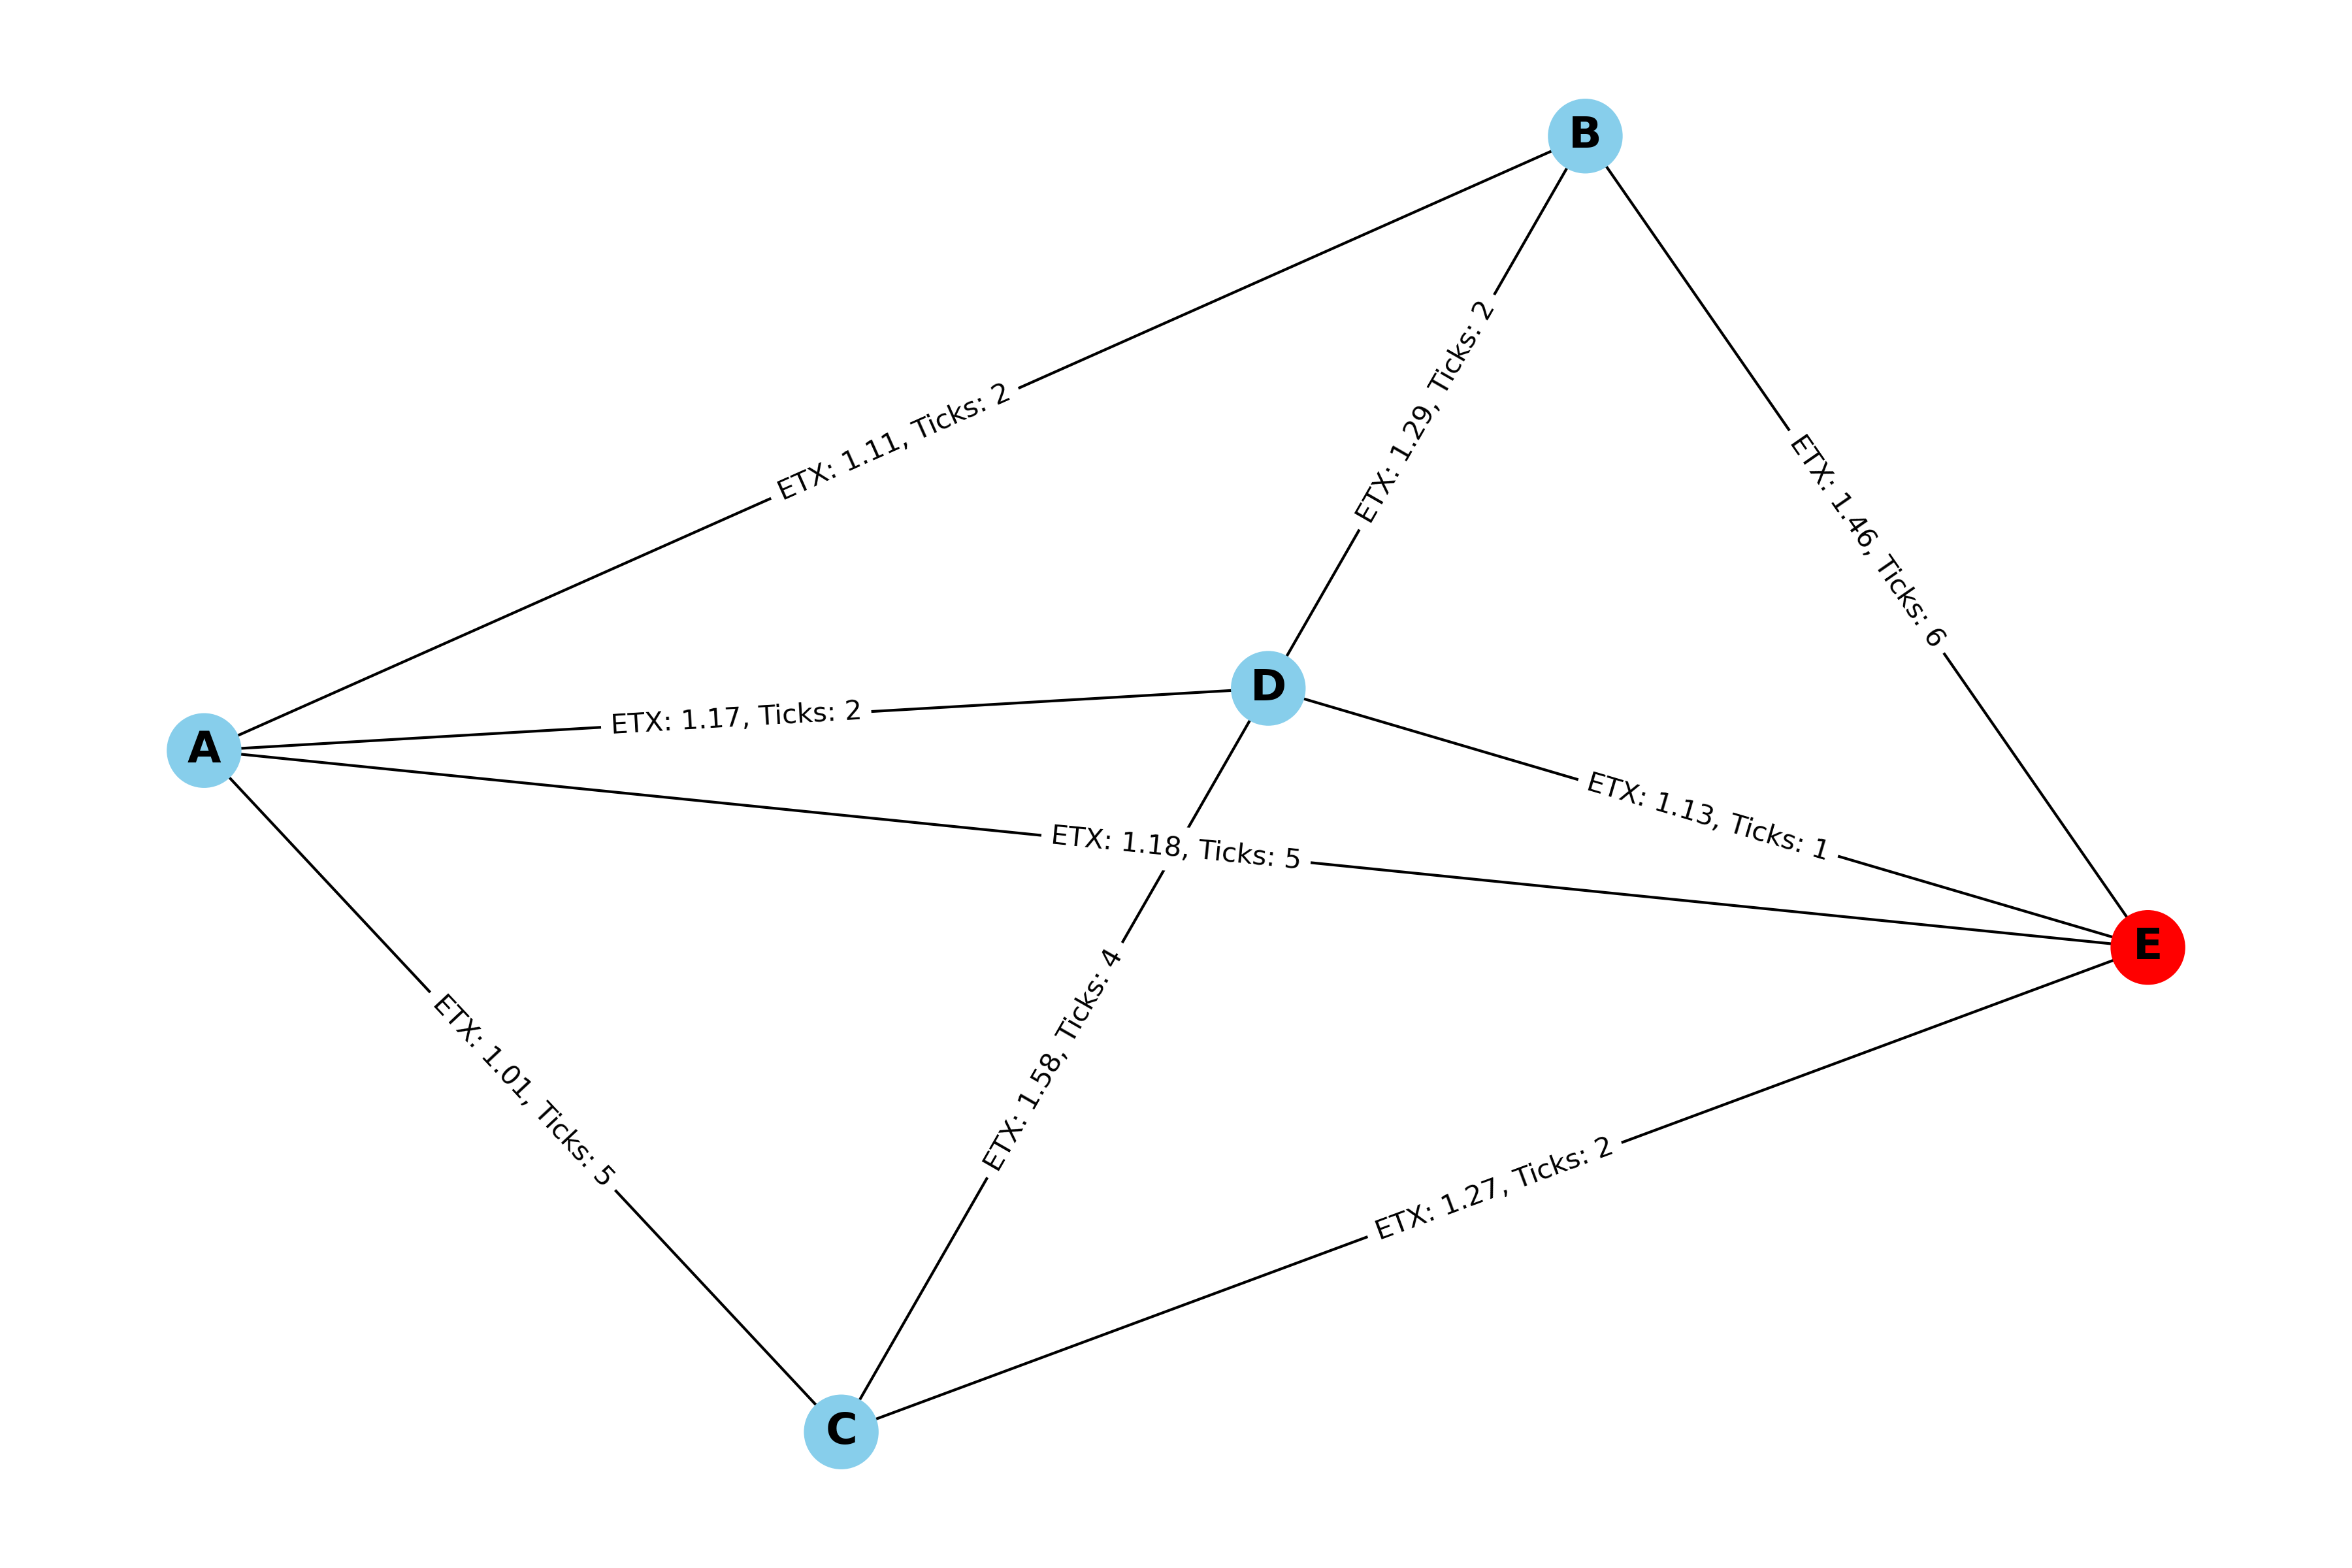 B
ETX: 1.29, Ticks: 2
ETX: 1.11, Ticks: 2
ETX: 1.46, Ticks: 6
D
ETX: 1.17, Ticks: 2
A
ETX: 1.13, Ticks: 1
ETX: 1.18, Ticks: 5
E
ETX: 1.58, Ticks: 4
ETX: 1.01, Ticks: 5
ETX: 1.27, Ticks: 2
C